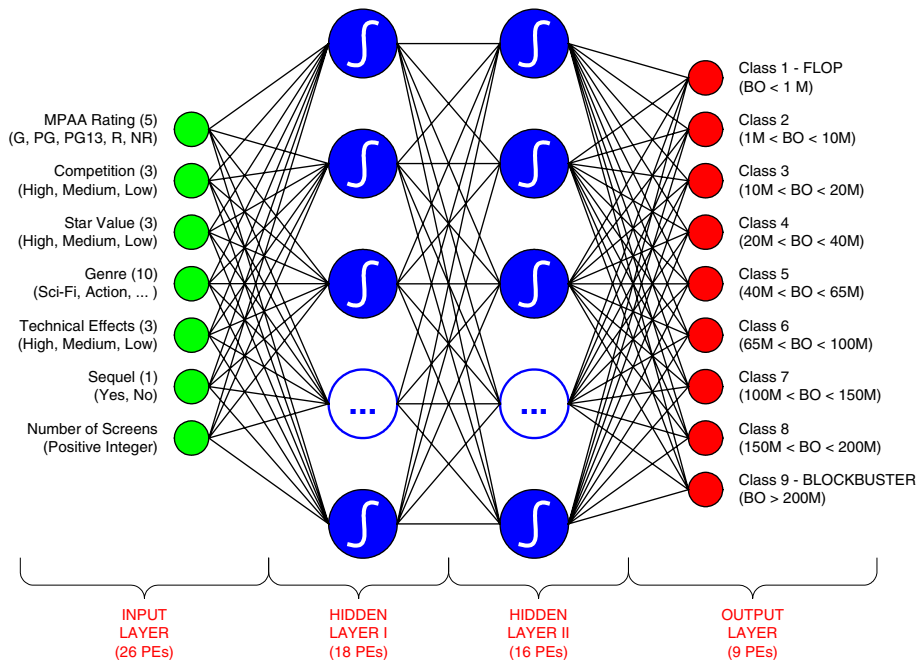 MPAA Rating (5)
(G, PG, PG13, R, NR)
Competition (3)
(High, Medium, Low)
Star Value (3)
(High, Medium, Low)
Genre (10)
(Sci-Fi, Action, ... )
Technical Effects (3)
(High, Medium, Low)
Sequel (1)
(Yes, No)
Number of Screens
(Positive Integer)
...
...
Class 1 - FLOP
(BO < 1 M)
Class 2
(1M < BO < 10M)
Class 3
(10M < BO < 20M)
Class 4
(20M < BO < 40M)
Class 5
(40M < BO < 65M)
Class 6
(65M < BO < 100M)
Class 7
(100M < BO < 150M)
Class 8
(150M < BO < 200M)
Class 9 - BLOCKBUSTER
(BO > 200M)
INPUT
LAYER
(26 PEs)
HIDDEN
LAYER I
(18 PEs)
HIDDEN
LAYER II
(16 PEs)
OUTPUT
LAYER
(9 PEs)